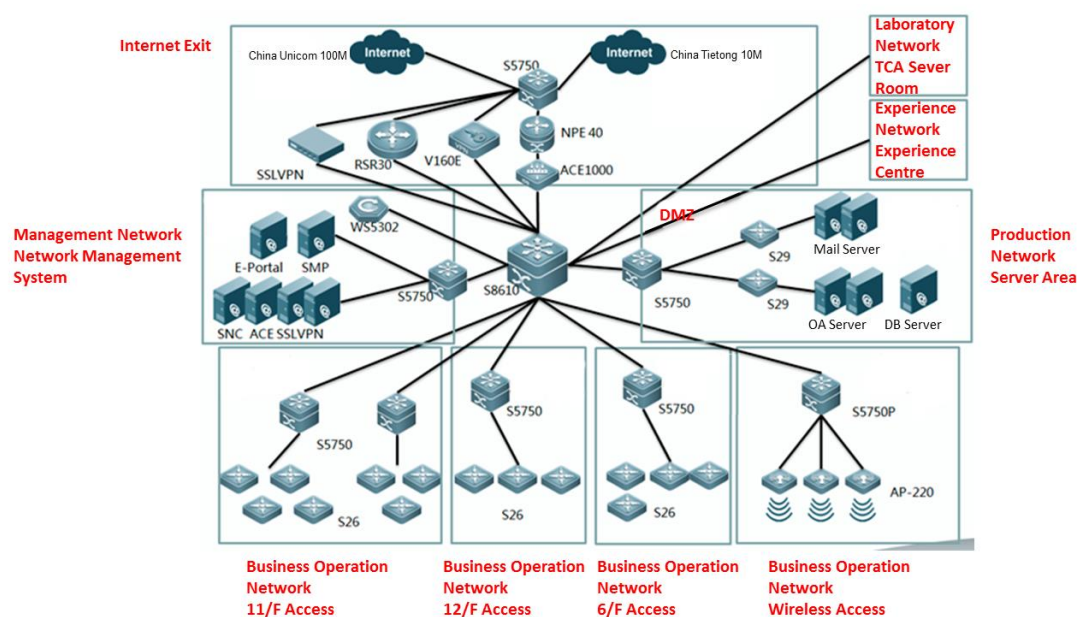 Internet Exit
China Unicom 100M
Internet
S5750
Internet
China Tietong 10M
Laboratory
Network
TCA Sever
Room
Experience
Network
Experience
Centre
SSLVPN
RSR30
V160E
NPE 40
ACE1000
Management Network
Network Management
System
WS5302
E-Portal
SMP
SNC
ACE
SSLVPN
S5750
S8610
DMZ
S5750
S29
S29
Mail Server
OA Server
DB Server
Production
Network
Server Area
S5750
S26
S5750
S26
S5750
S26
S5750P
AP-220
Business Operation
Network
11/F Access
Business Operation
Network
12/F Access
Business Operation
Network
6/F Access
Business Operation
Network
Wireless Access